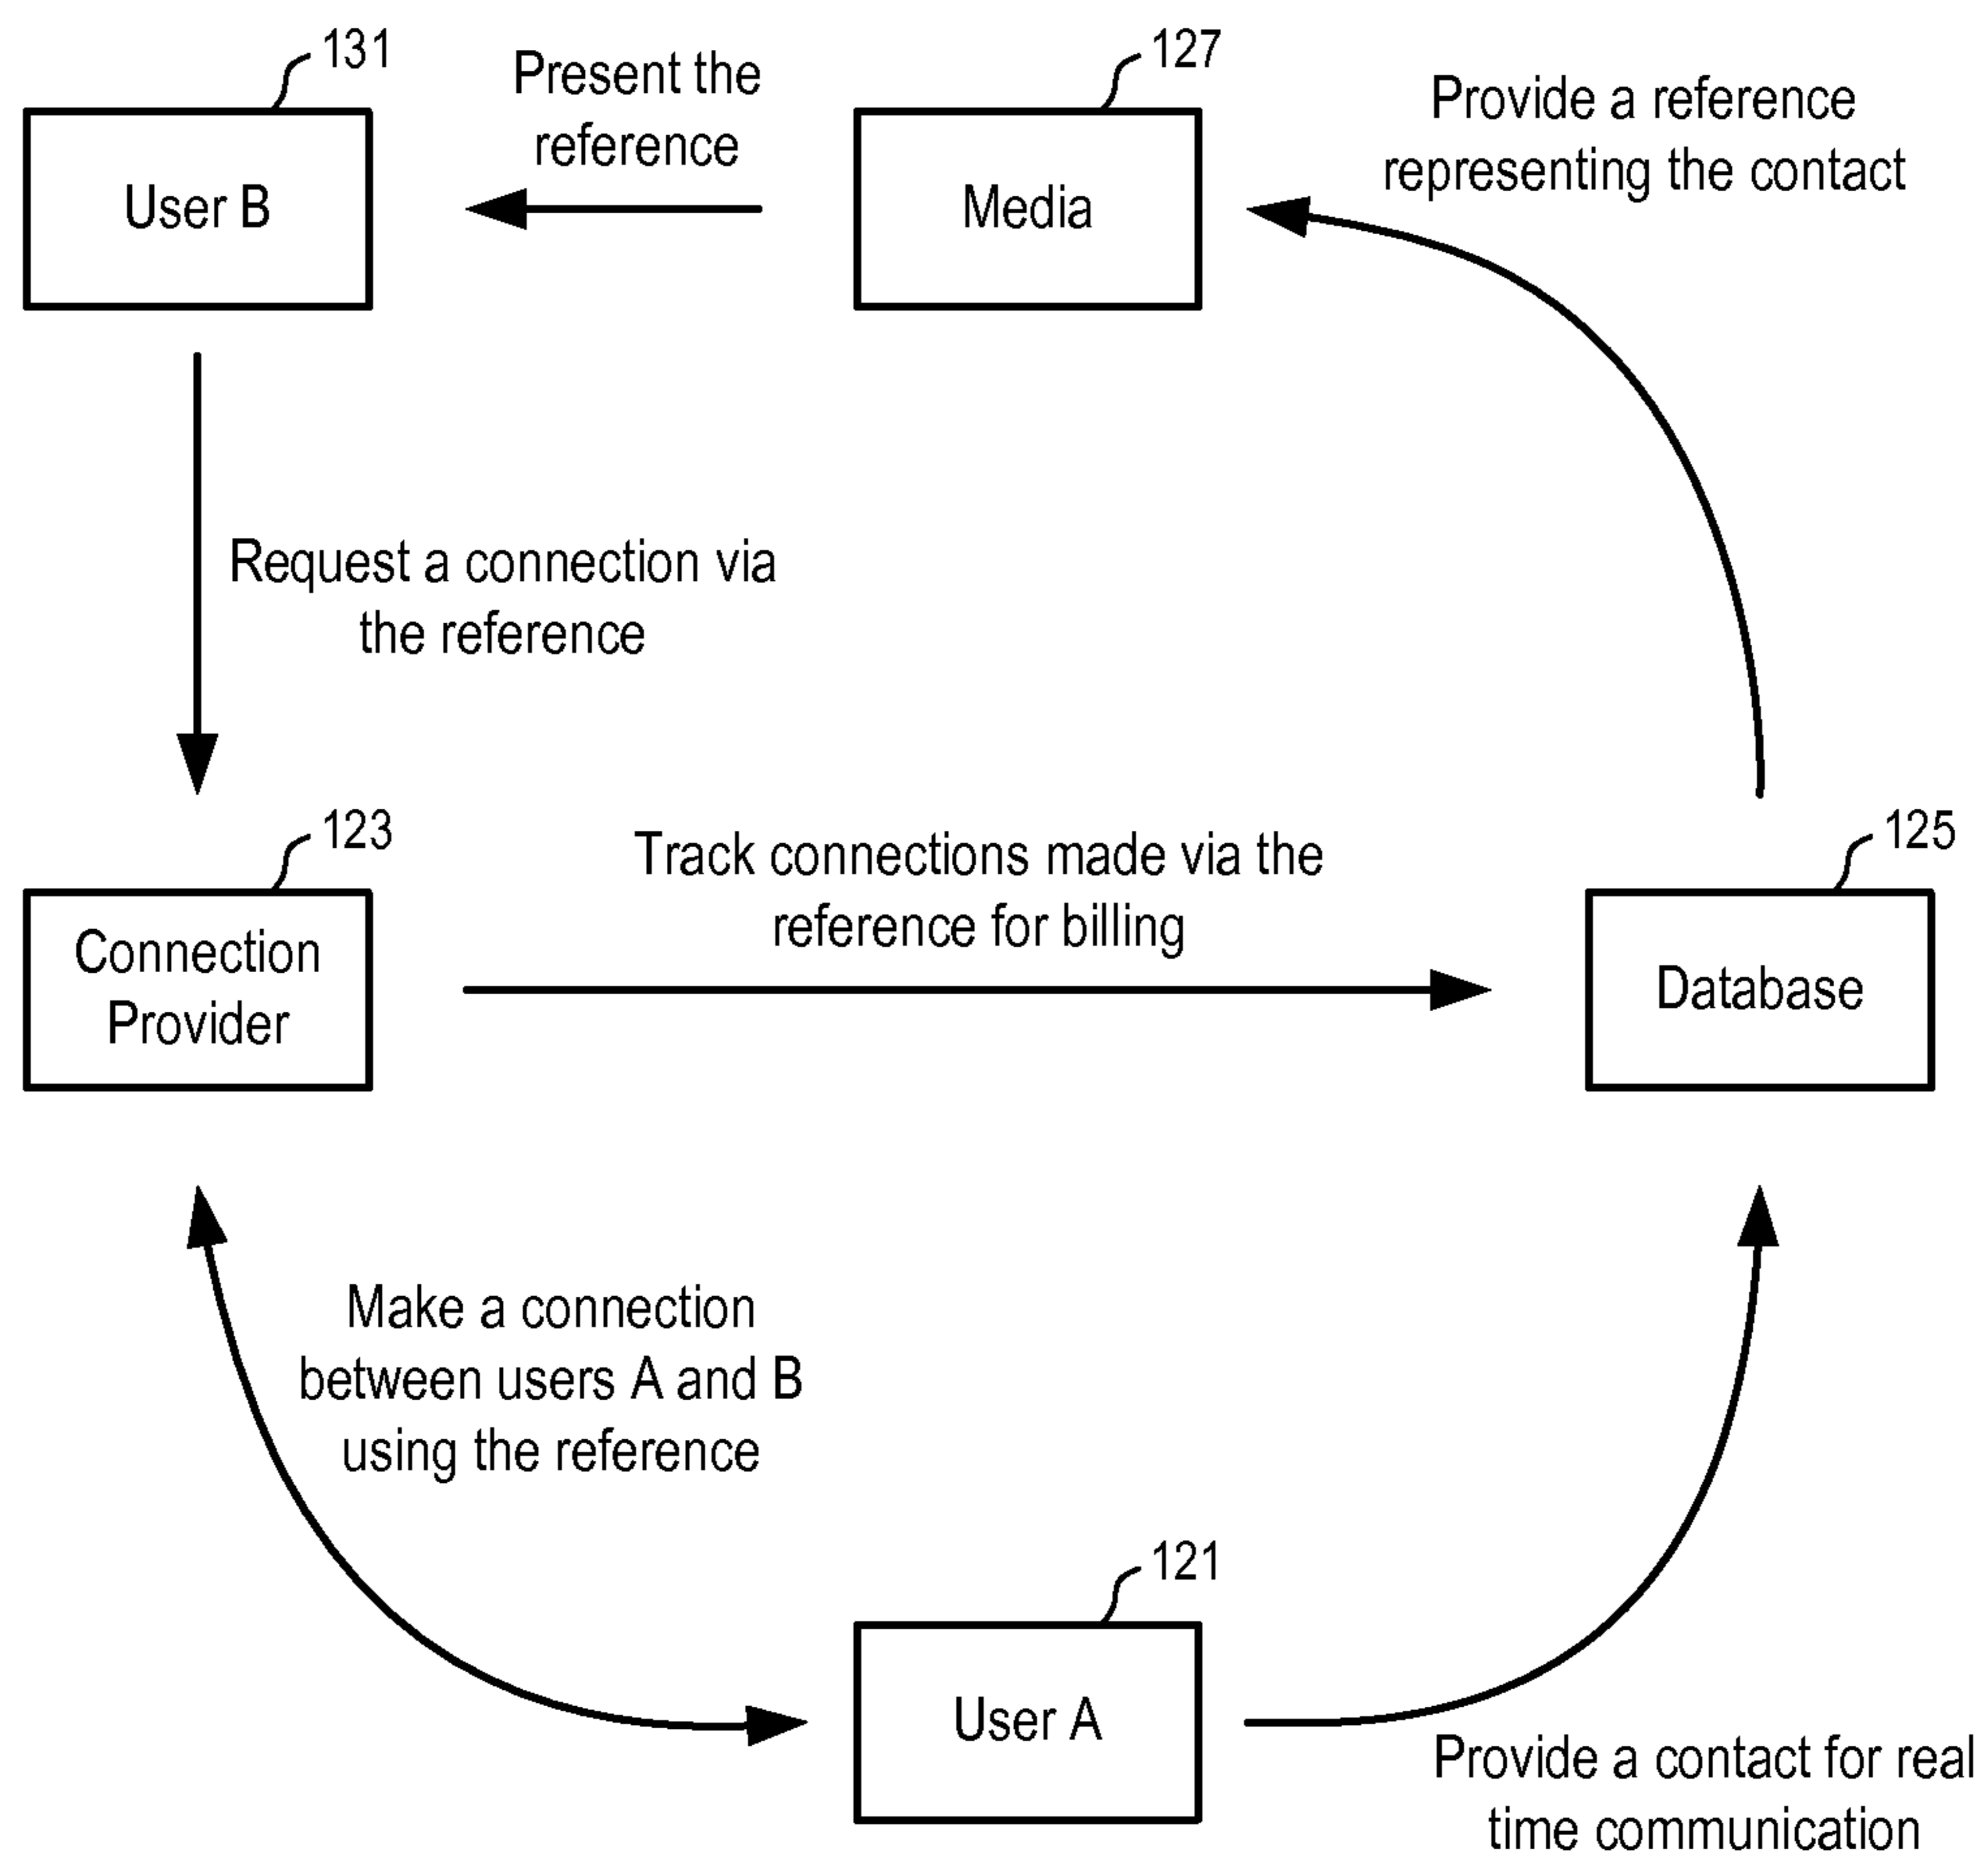 131
Present the
reference
127
Provide a reference
representing the contact
User B
Media
Request a connection via
the reference
123
Track connections made via the
reference for billing
125
Connection
Provider
Database
Make a connection
between users A and B
using the reference
121
User A
Provide a contact for real
time communication